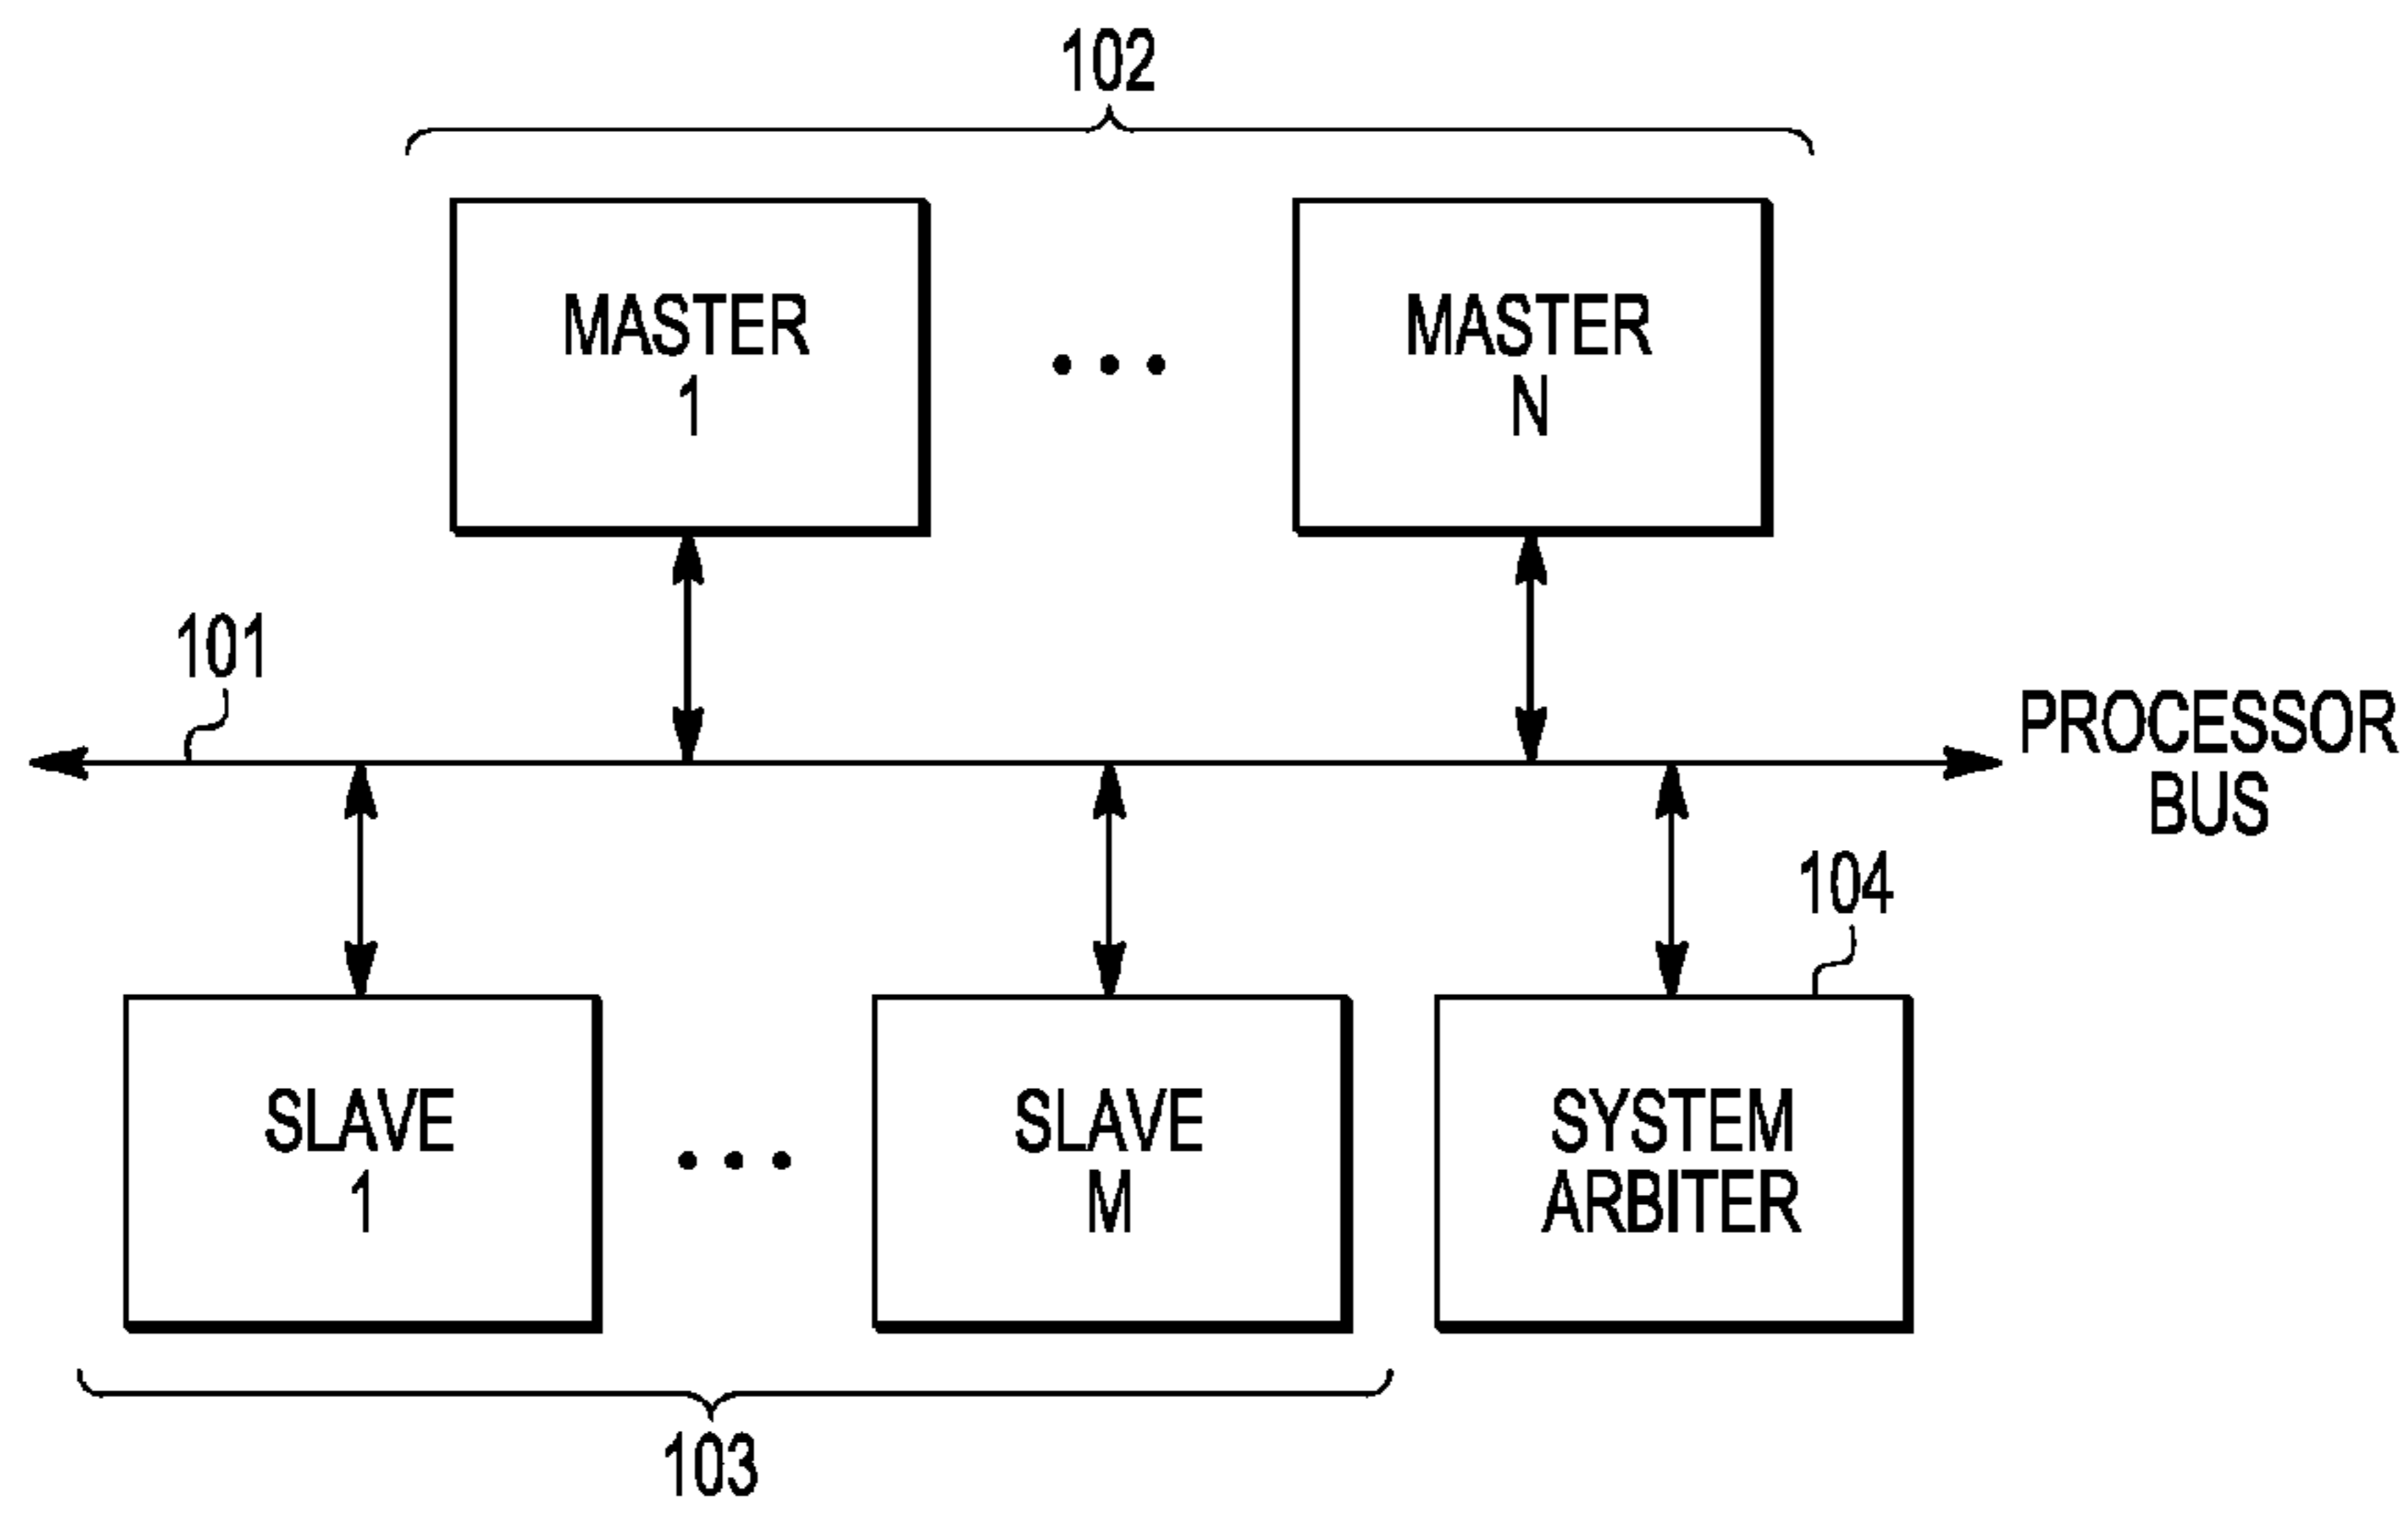 102
MASTER
1
MASTER
N
101
PROCESSOR
BUS
104
SLAVE
1
SLAVE
M
SYSTEM
ARBITER
103